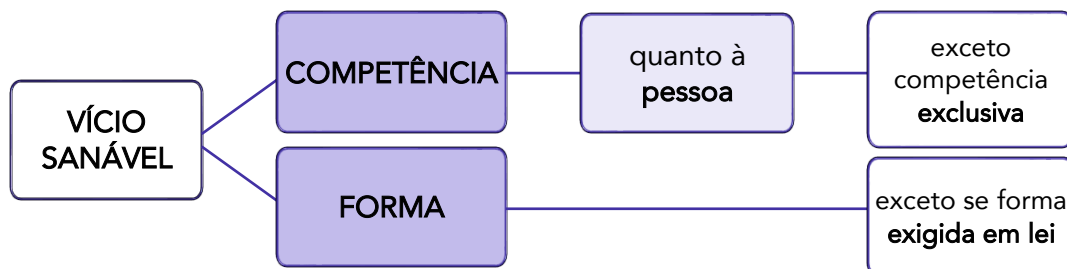 VÍCIO
SANÁVEL
COMPETÊNCIA
quanto à
pessoa
exceto
competência
exclusiva
FORMA
exceto se forma
exigida em lei